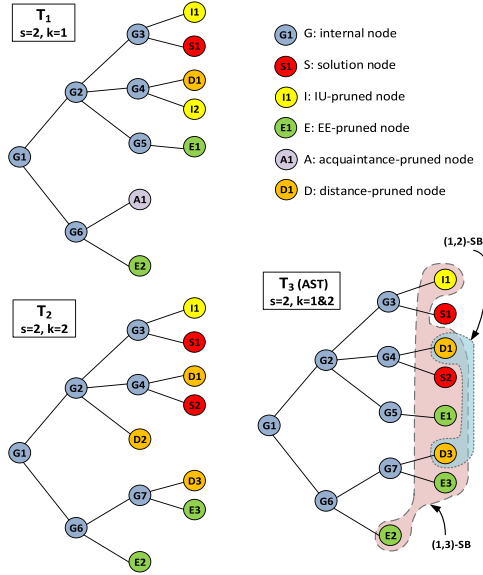 T1
s=2, k=1
G1
G2
G3
I1
S1
G4
D1
I2
G5
E1
G6
A1
E2
G1 G: internal node
S1 S: solution node
I1 I: IU-pruned node
E1 E: EE-pruned node
A1 A: acquaintance-pruned node
D1 D: distance-pruned node
T2
s=2, k=2
G1
G2
G3
I1
S1
G4
D1
S2
D2
G6
G7
D3
E3
E2
T3 (AST)
s=2, k=1&2
(1,2)-SB
G1
G2
G3
I1
S1
G4
D1
S2
G5
E1
G6
G7
D3
E3
E2
(1,3)-SB